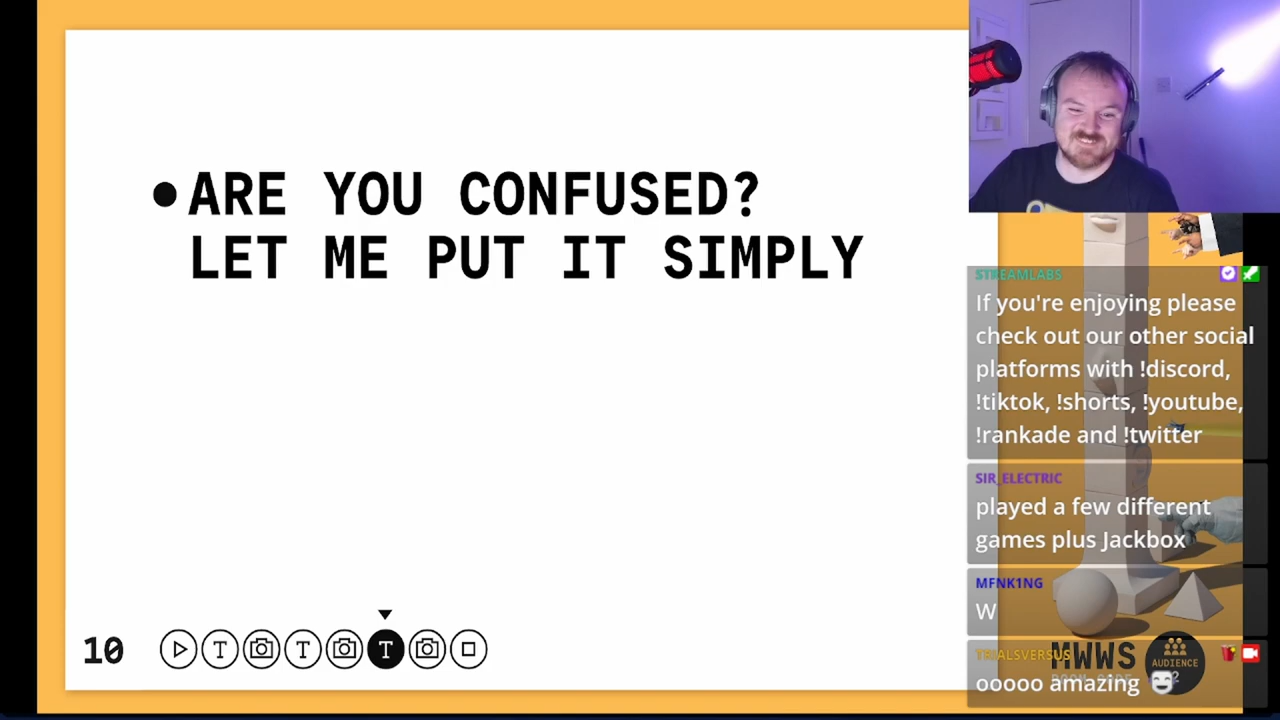 ARE YOU CONFUSED?
LET ME PUT IT SIMPLY
10
T
T
T
STREAMLABS
If you're enjoying please
check out our other social
platforms with !discord,
!tiktok, !shorts, !youtube,
!rankade and !twitter
SIR_ELECTRIC
played a few different
games plus Jackbox
MFNK1NG
W
TRIALSVERSUS
ooooo amazing
MWWS
AUDIENCE
2